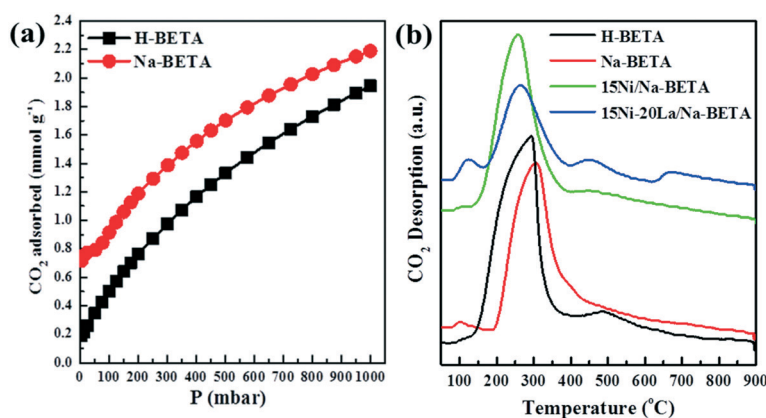 (a)
H-BETA
Na-BETA
CO₂ adsorbed (mmol g⁻¹)
2.4
2.2
2.0
1.8
1.6
1.4
1.2
1.0
0.8
0.6
0.4
0.2
0.0
0 100 200 300 400 500 600 700 800 900 1000
P (mbar)
(b)
H-BETA
Na-BETA
15Ni/Na-BETA
15Ni-20La/Na-BETA
CO₂ Desorption (a.u.)
100 200 300 400 500 600 700 800 900
Temperature (°C)